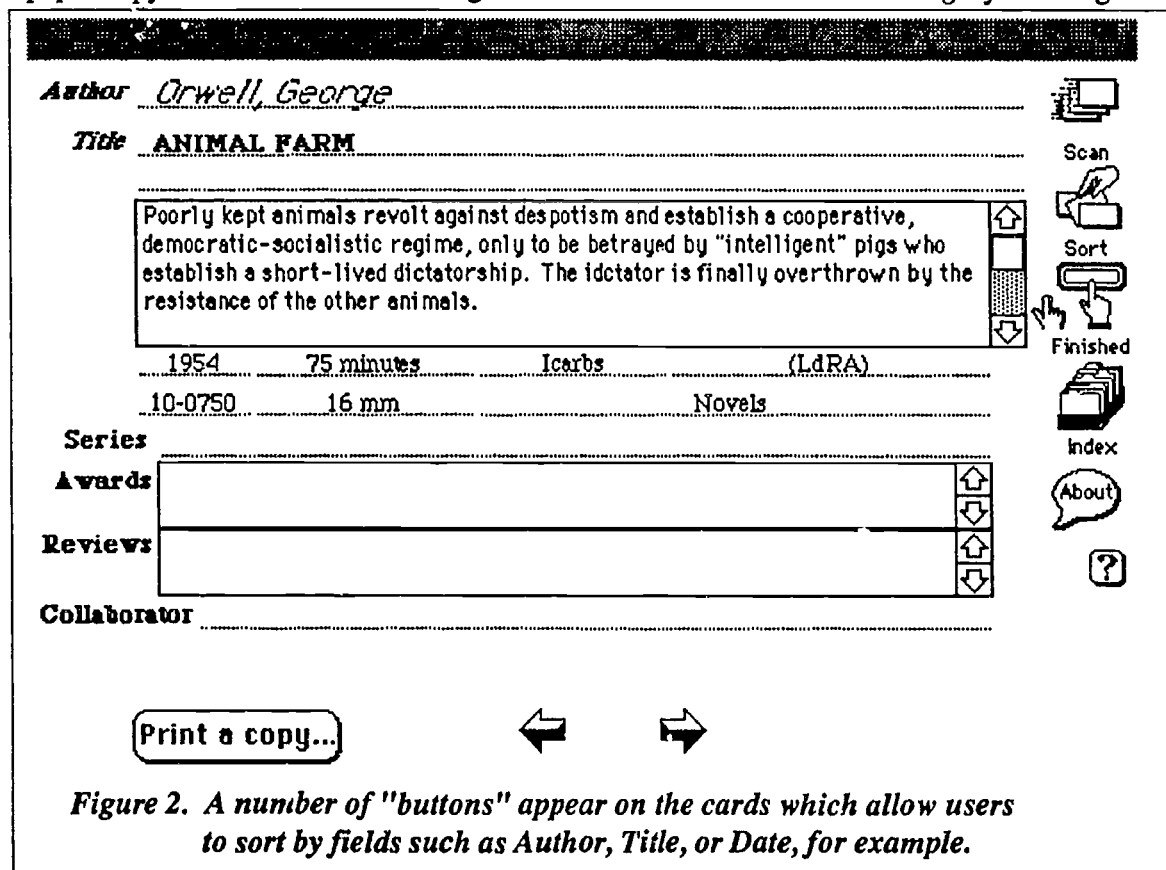 Author Orwell, George
Title ANIMAL FARM
Scan
Poorly kept animals revolt against despotism and establish a cooperative,
democratic-socialistic regime, only to be betrayed by "intelligent" pigs who
establish a short-lived dictatorship. The idctator is finally overthrown by the
resistance of the other animals.
Sort
Finished
1954 75 minutes Icarbs (LdRA)
10-0750 16 mm Novels
Index
Series
Awards
About
Reviews
?
Collaborator
Print a copy...
Figure 2. A number of "buttons" appear on the cards which allow users
to sort by fields such as Author, Title, or Date, for example.